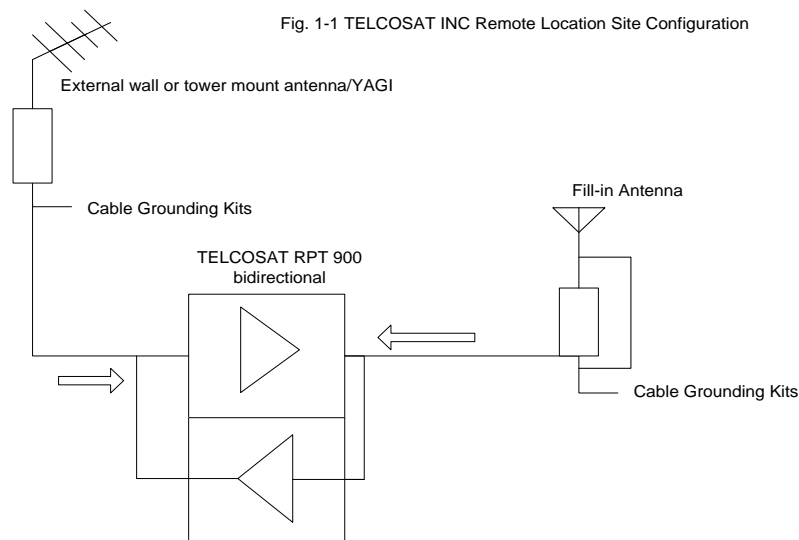 Fig. 1-1 TELCOSAT INC Remote Location Site Configuration
External wall or tower mount antenna/YAGI
Cable Grounding Kits
Fill-in Antenna
TELCOSAT RPT 900
bidirectional
Cable Grounding Kits